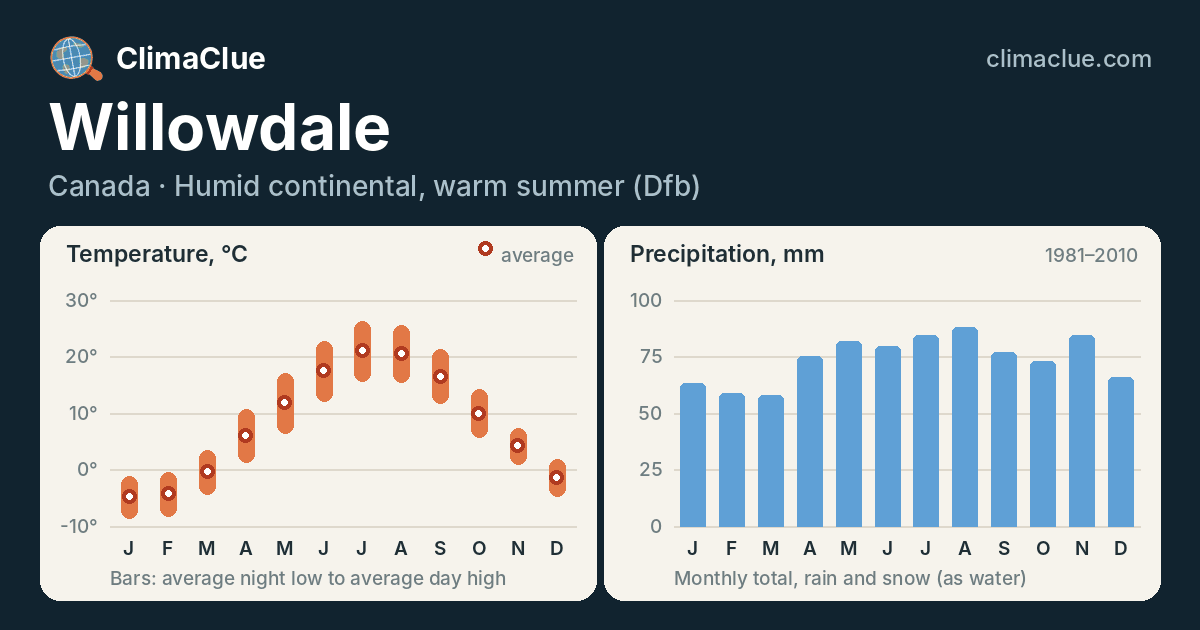 ClimaClue
climaclue.com
Willowdale
Canada · Humid continental, warm summer (Dfb)
Temperature, °C
average
30°
20°
10°
0°
-10°
J F M A M J J A S O N D
Bars: average night low to average day high
Precipitation, mm
1981–2010
100
75
50
25
0
J F M A M J J A S O N D
Monthly total, rain and snow (as water)